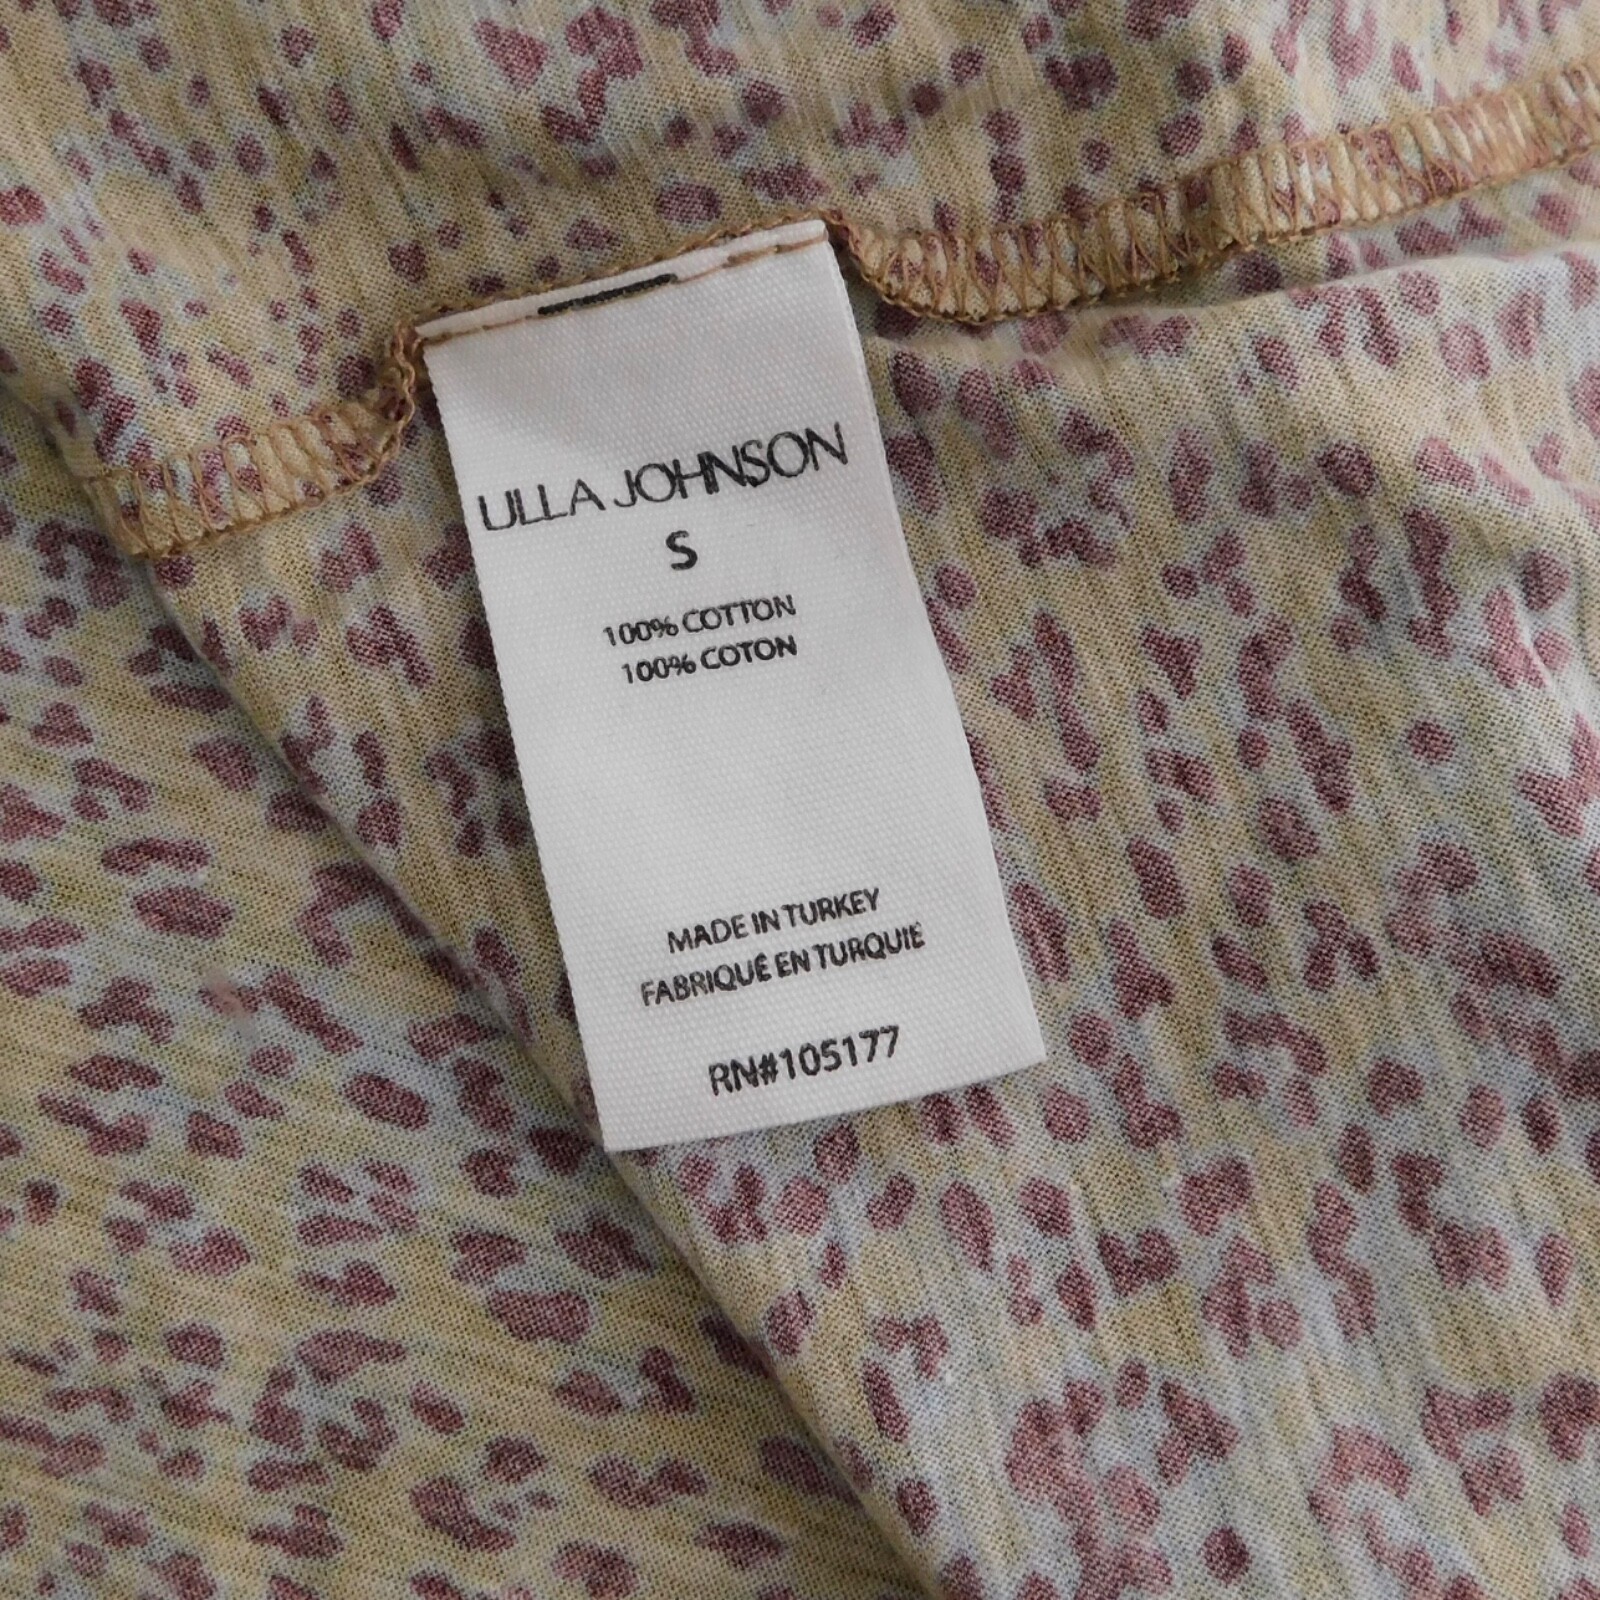 ULLA JOHNSON
S
100% COTTON
100% COTON
MADE IN TURKEY
FABRIQUÉ EN TURQUIE
RN#105177